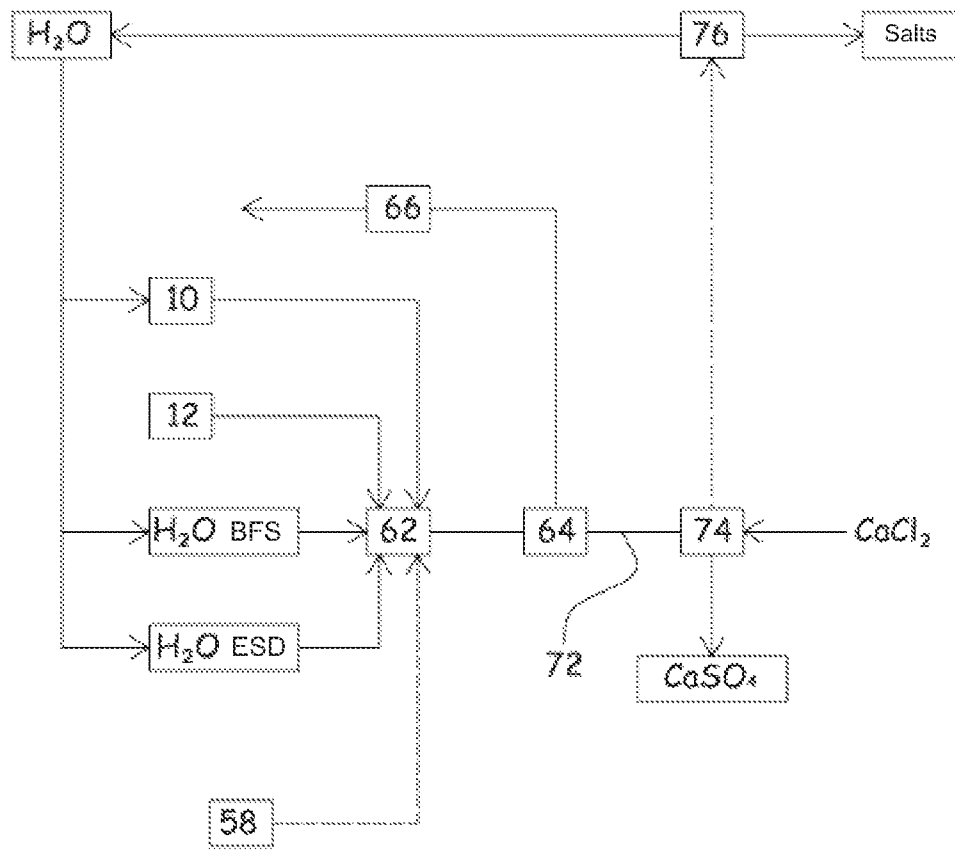 H₂O
76
Salts
66
10
12
H₂O BFS
62
64
74
CaCl₂
H₂O ESD
72
CaSO₄
58